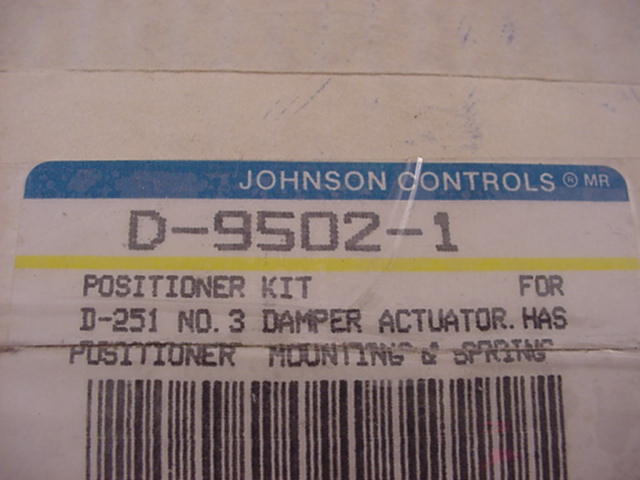 JOHNSON CONTROLS ® MR
D-9502-1
POSITIONER KIT FOR
D-251 NO.3 DAMPER ACTUATOR. HAS
POSITIONER MOUNTING & SPRING